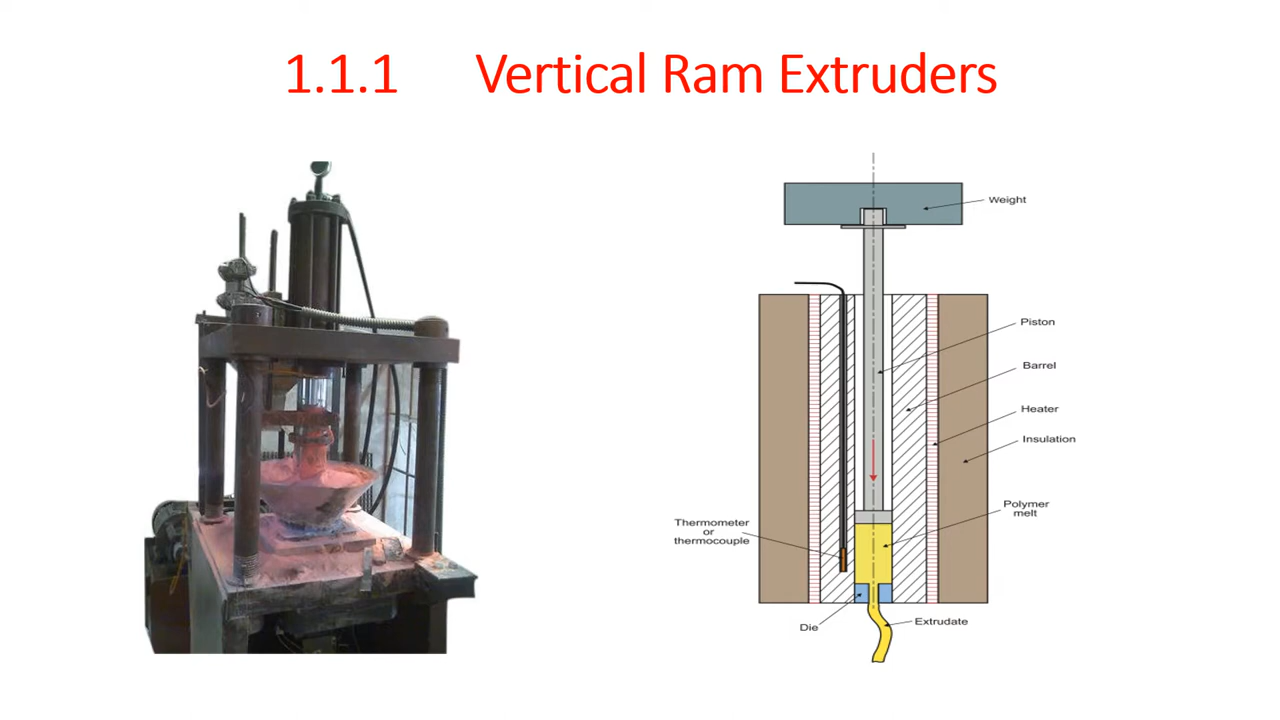 1.1.1 Vertical Ram Extruders
Weight
Piston
Barrel
Heater
Insulation
Polymer
melt
Thermometer
or
thermocouple
Die
Extrudate